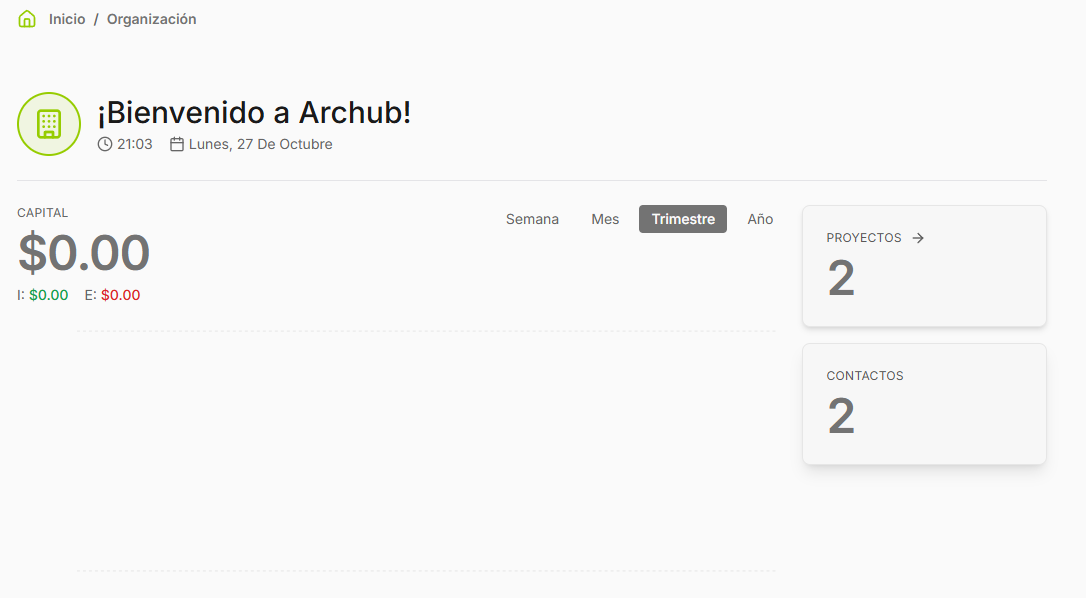 Inicio / Organización
¡Bienvenido a Archub!
21:03 Lunes, 27 De Octubre
CAPITAL
$0.00
I: $0.00 E: $0.00
Semana Mes Trimestre Año
PROYECTOS →
2
CONTACTOS
2